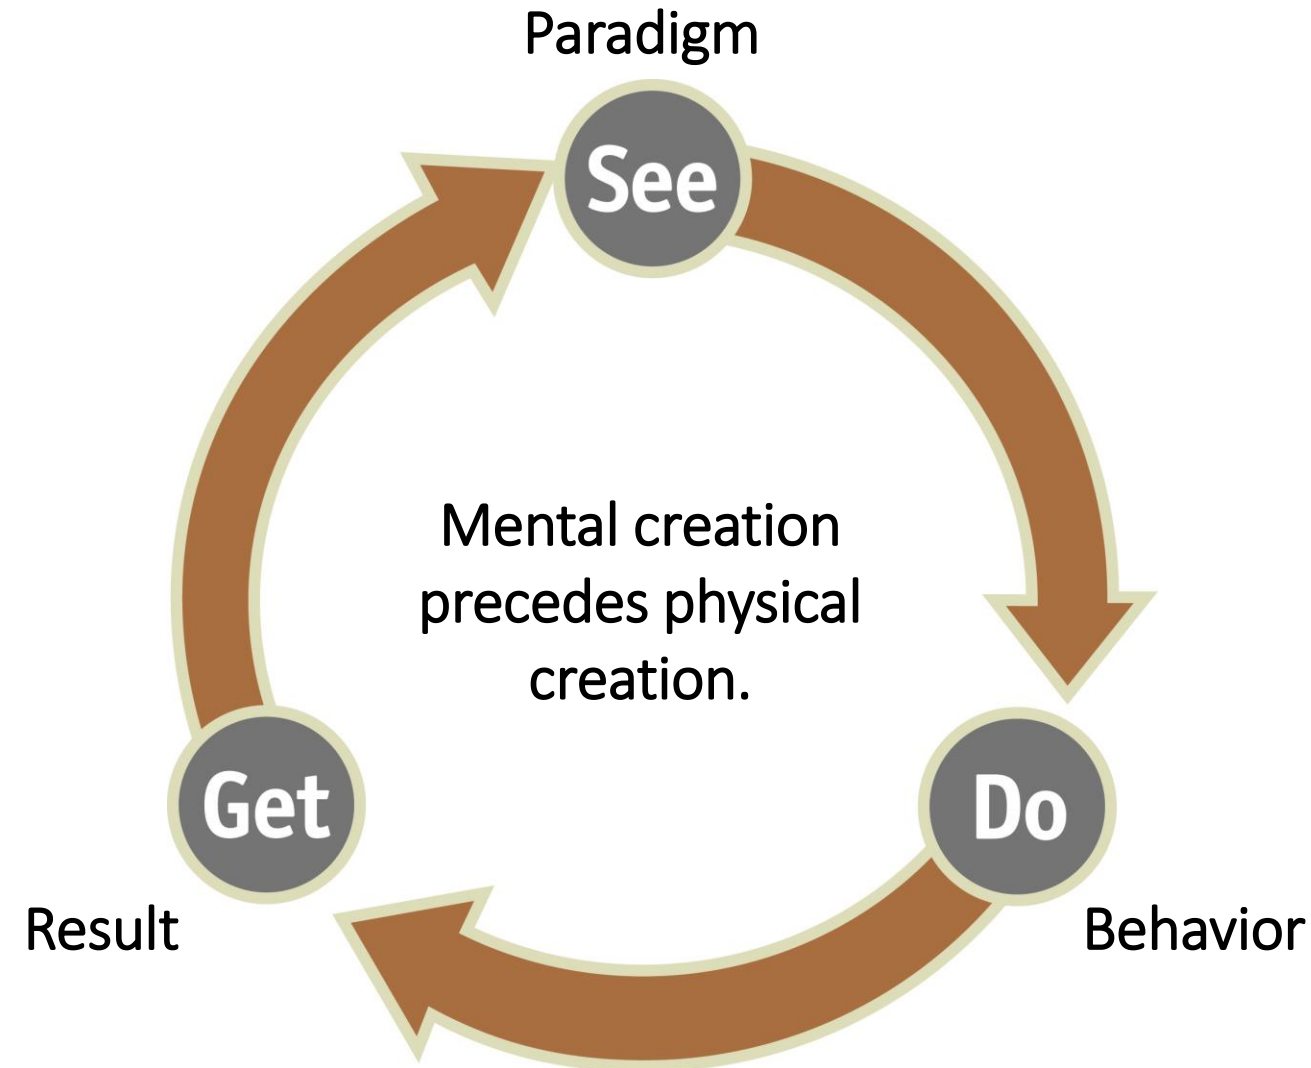 Paradigm
See
Mental creation
precedes physical
creation.
Get
Do
Result
Behavior